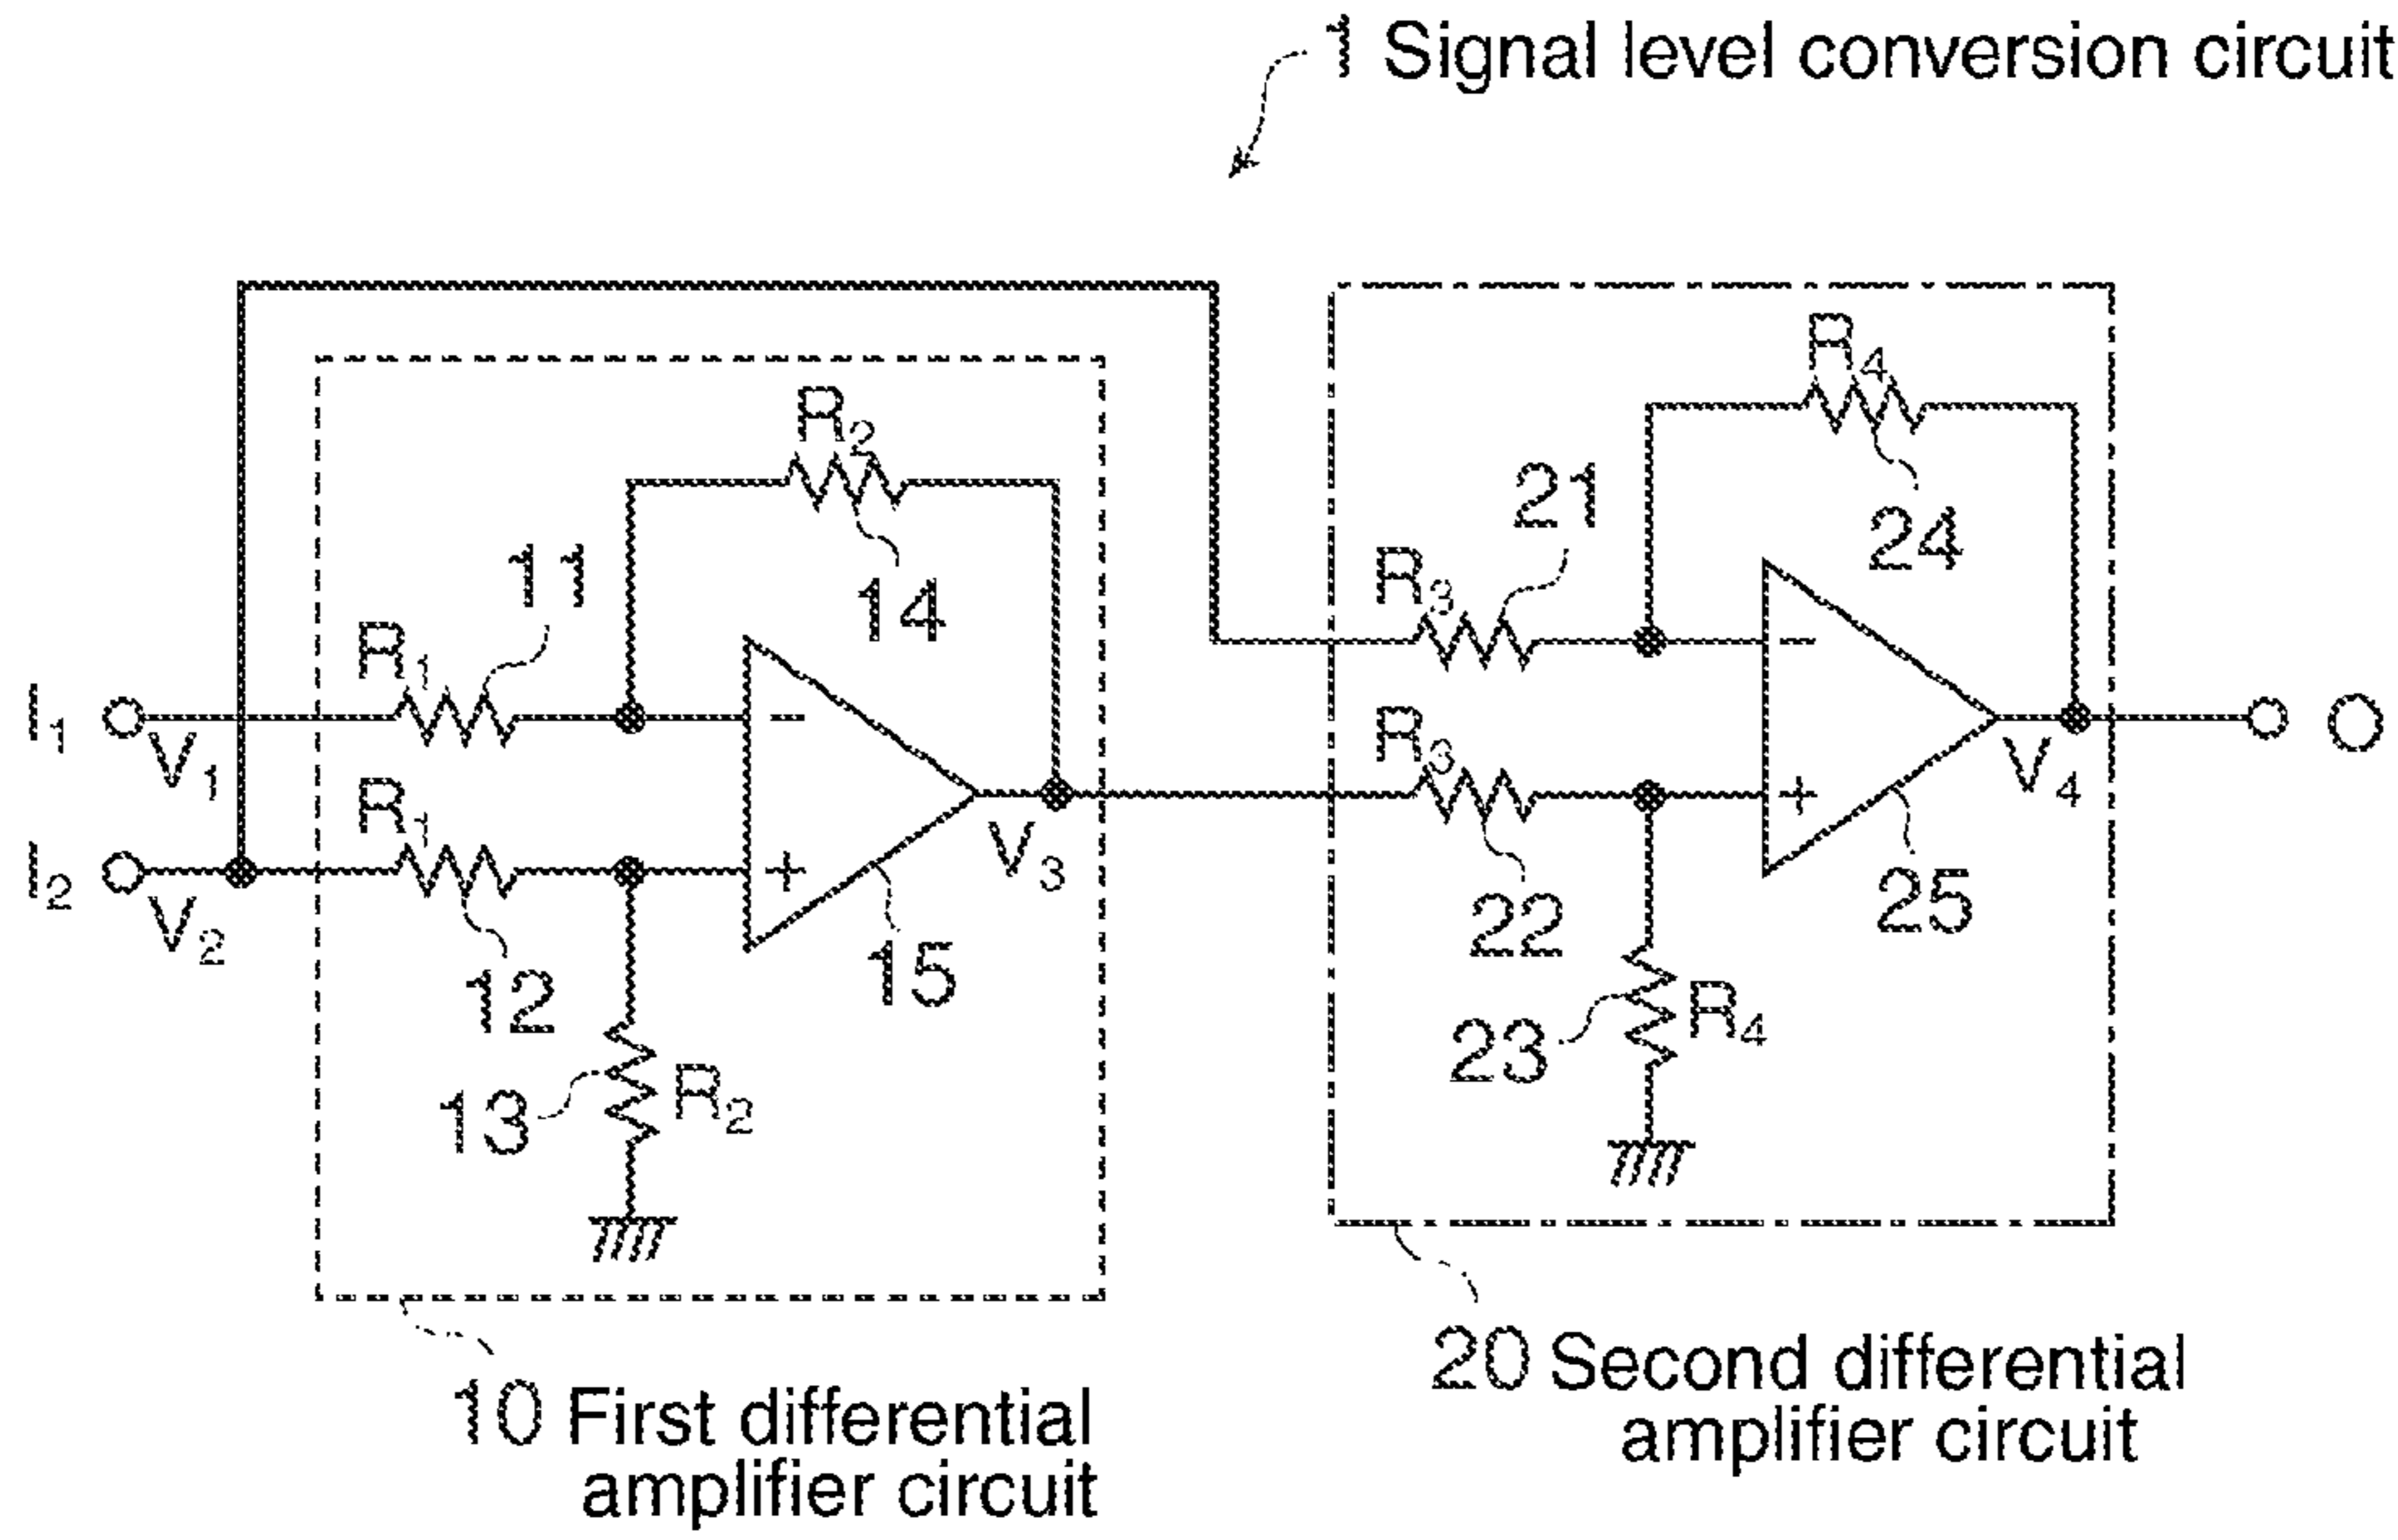 1 Signal level conversion circuit
R4
R2
21
24
11
14
R3
R1
−
−
I1
V1
R3
O
V4
R1
+
+
V3
I2
V2
22
25
12
15
23
R4
13
R2
20 Second differential
amplifier circuit
10 First differential
amplifier circuit